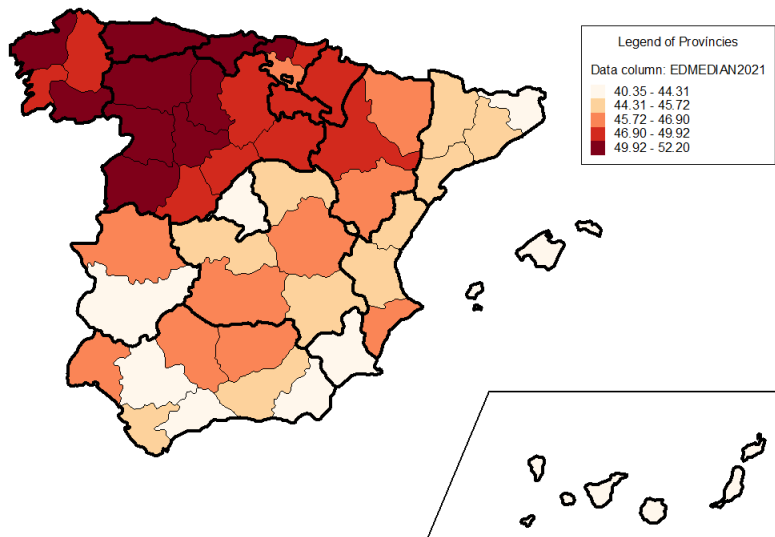 Legend of Províncies
Data column: EDMEDIAN2021
40.35 - 44.31
44.31 - 45.72
45.72 - 46.90
46.90 - 49.92
49.92 - 52.20